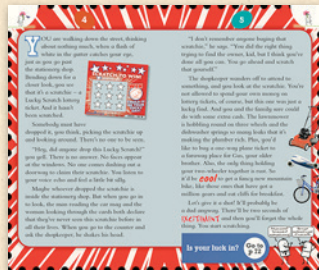 4
YOU are walking down the street, thinking
about nothing much, when a flash of
white in the gutter catches your eye,
just as you go past
the stationery shop.
Bending down for a
closer look, you see
that it's a scratchie – a
Lucky Scratch lottery
ticket. And it hasn't
been scratched.
SCRATCH TO WIN
Somebody must have
dropped it, you think, picking the scratchie up
and looking around. There's no one to be seen.
"Hey, did anyone drop this Lucky Scratch?"
you yell. There is no answer. No faces appear
at the windows. No one comes dashing out a
doorway to claim their scratchie. You listen to
your voice echo and feel a little bit silly.
Maybe whoever dropped the scratchie is
inside the stationery shop. But when you go in
to look, the man reading the car mag and the
woman looking through the cards both declare
that they've never seen this scratchie before in
all their lives. When you go to the counter and
ask the shopkeeper, he shakes his head.
5
"I don't remember anyone buying that
scratchie," he says. "You did the right thing
trying to find the owner, kid, but I think you've
done all you can. You go ahead and scratch
that yourself."
The shopkeeper wanders off to attend to
something, and you look at the scratchie. You're
not allowed to spend your own money on
lottery tickets, of course, but this one was just a
lucky find. And you and the family sure could
do with some extra cash. The lawnmower
is hobbling round on three wheels and the
dishwasher springs so many leaks that it's
making the plumber rich. Plus, you'd
like to buy a one-way plane ticket to
a faraway place for Gus, your older
brother. Also, the only thing holding
your two-wheeler together is rust. So
it'd be COOL to get a fancy new mountain
bike, like those ones that have got a
million gears and cut cliffs for breakfast.
Let's give it a shot! It'll probably be
a dud anyway. There'll be two seconds of
EXCITEMENT and then you'll forget the whole
thing. You start scratching.
Is your luck in?
Go to
p 72